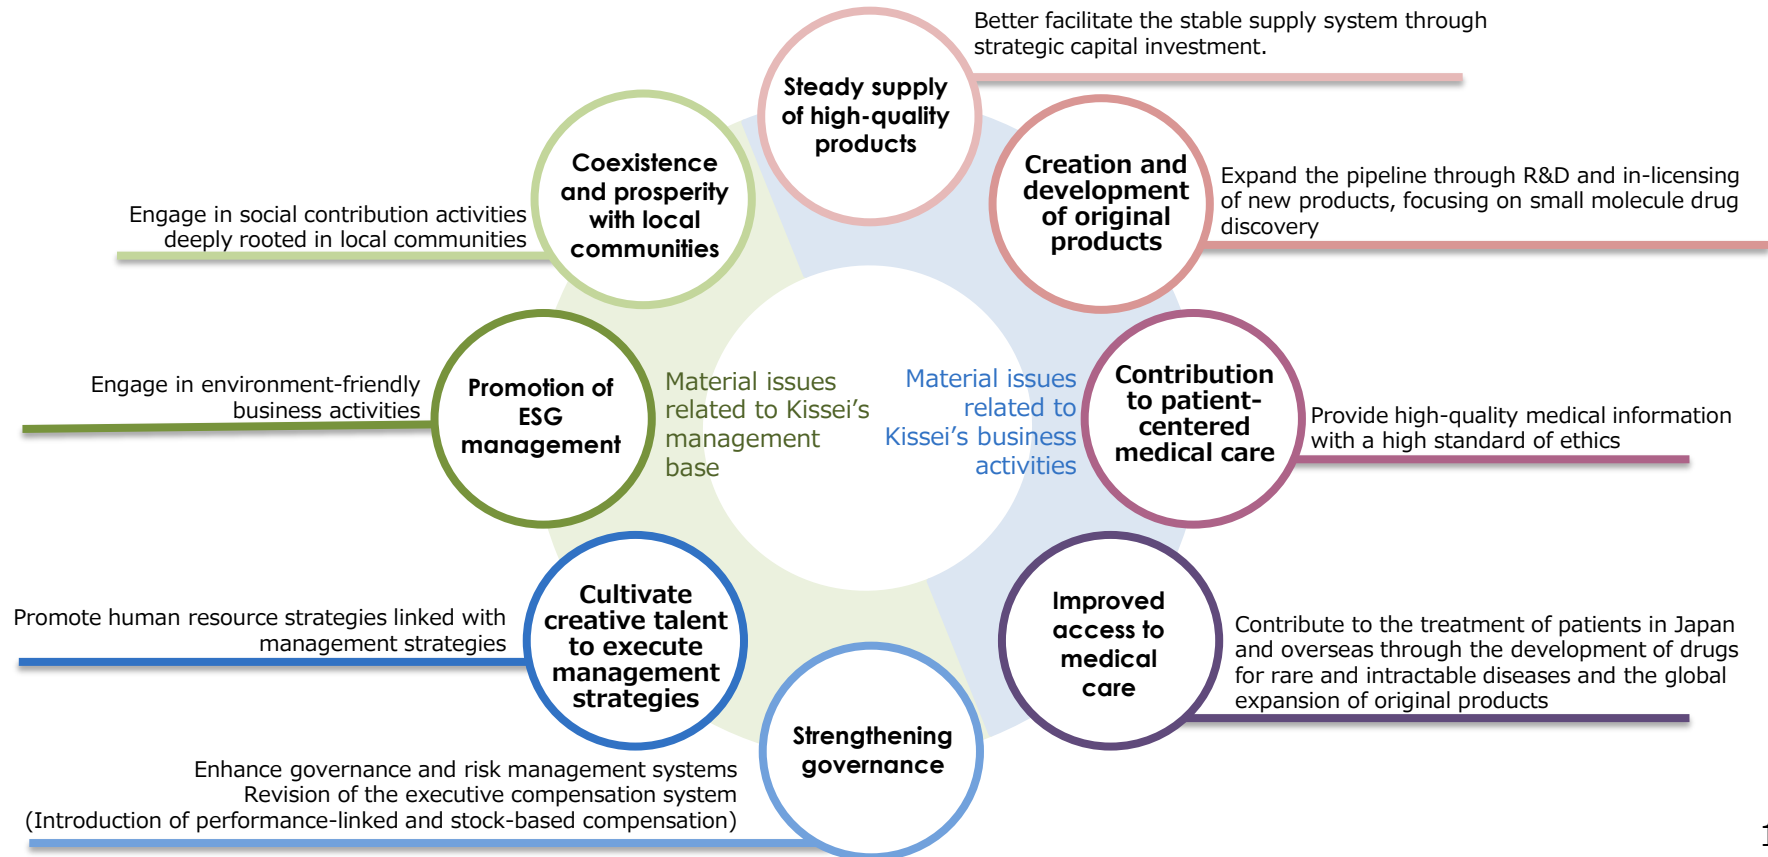 Better facilitate the stable supply system through
strategic capital investment.
Steady supply
of high-quality
products
Creation and
development
of original
products
Expand the pipeline through R&D and in-licensing
of new products, focusing on small molecule drug
discovery
Coexistence
and prosperity
with local
communities
Engage in social contribution activities
deeply rooted in local communities
Promotion of
ESG
management
Engage in environment-friendly
business activities
Material issues
related to Kissei’s
management
base
Material issues
related to
Kissei’s business
activities
Contribution
to patient-
centered
medical care
Provide high-quality medical information
with a high standard of ethics
Cultivate
creative talent
to execute
management
strategies
Promote human resource strategies linked with
management strategies
Improved
access to
medical
care
Contribute to the treatment of patients in Japan
and overseas through the development of drugs
for rare and intractable diseases and the global
expansion of original products
Strengthening
governance
Enhance governance and risk management systems
Revision of the executive compensation system
(Introduction of performance-linked and stock-based compensation)